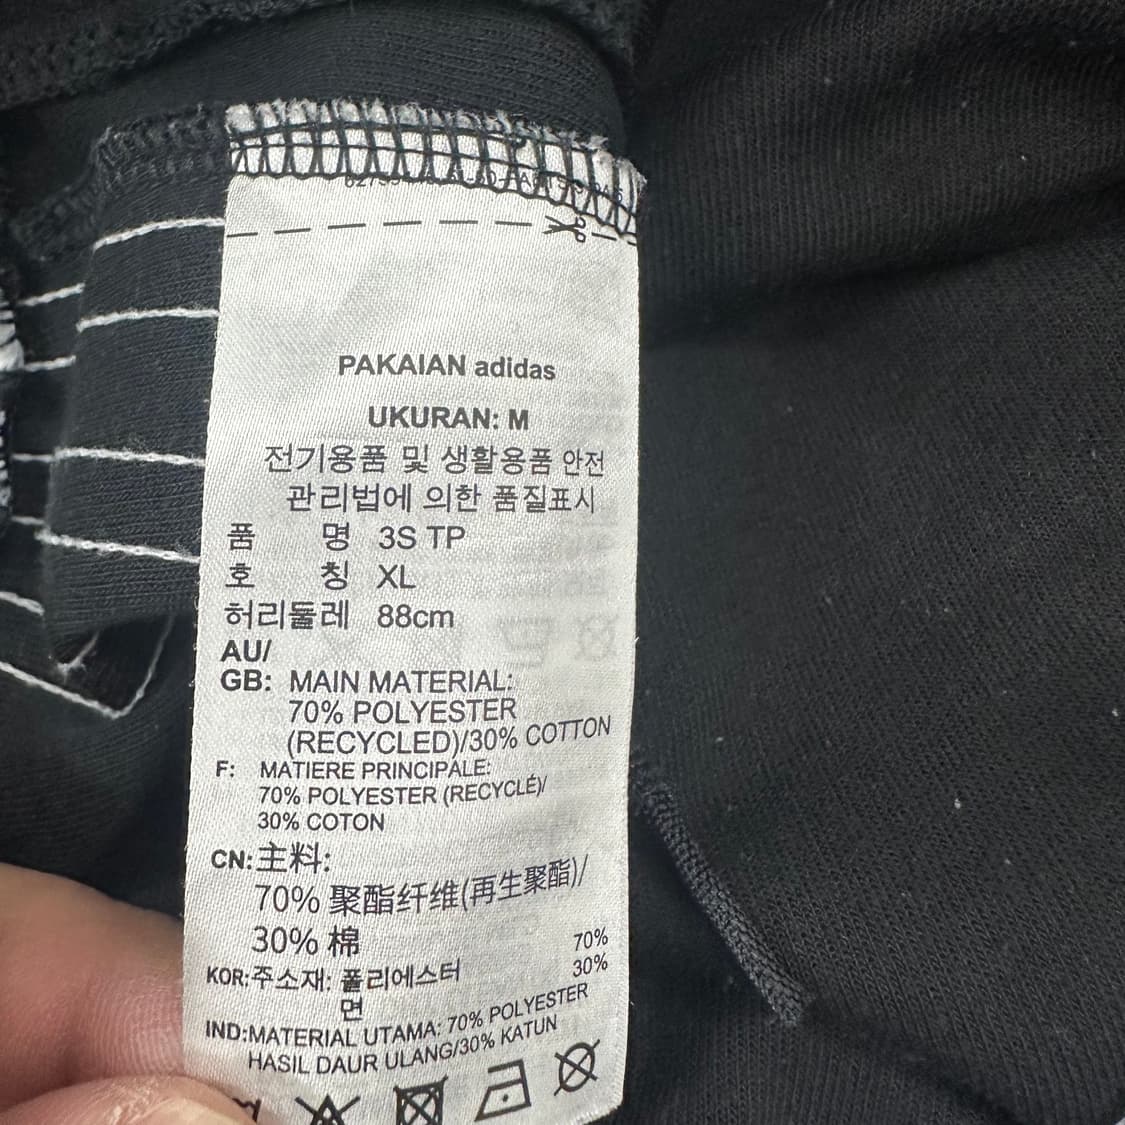 PAKAIAN adidas
UKURAN: M
전기용품 및 생활용품 안전
관리법에 의한 품질표시
품 명 3S TP
호 칭 XL
허리둘레 88cm
AU/
GB: MAIN MATERIAL:
70% POLYESTER
(RECYCLED)/30% COTTON
F: MATIERE PRINCIPALE:
70% POLYESTER (RECYCLÉ)/
30% COTON
CN:主料:
70% 聚酯纤维(再生聚酯)/
30% 棉
KOR:주소재: 폴리에스터 70%
면 30%
IND:MATERIAL UTAMA: 70% POLYESTER
HASIL DAUR ULANG/30% KATUN